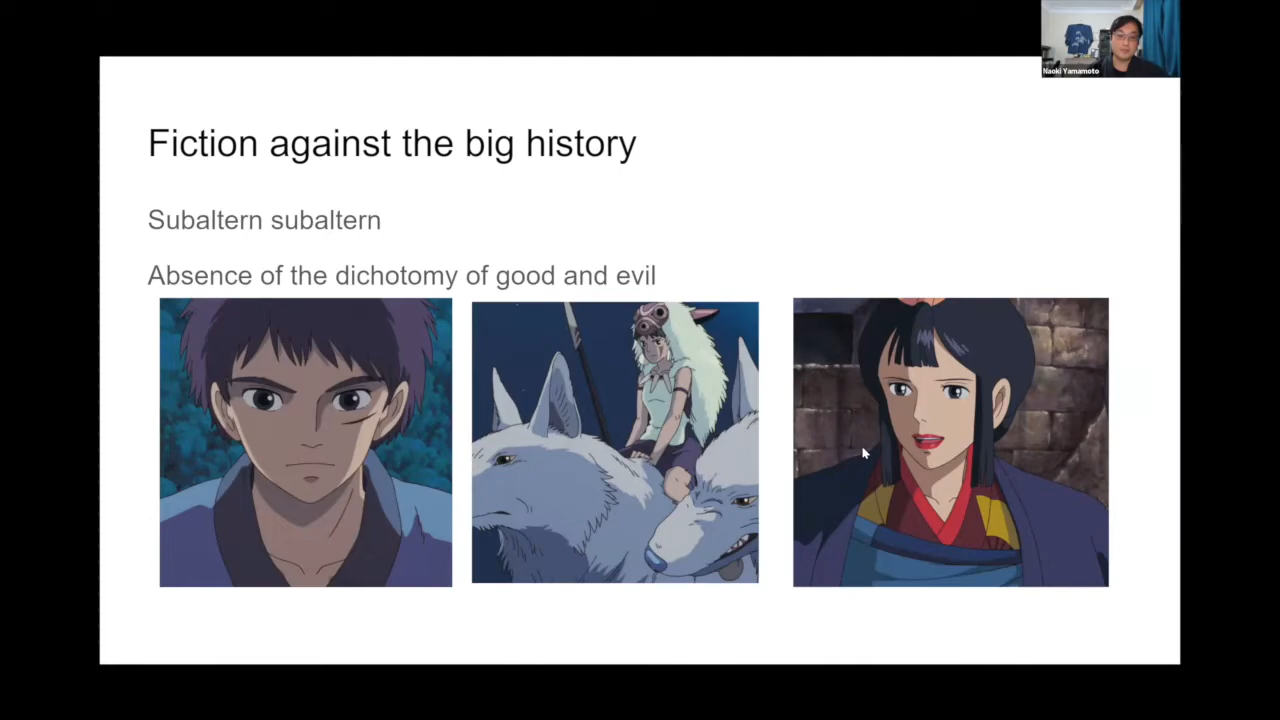 Naoki Yamamoto
Fiction against the big history
Subaltern subaltern
Absence of the dichotomy of good and evil